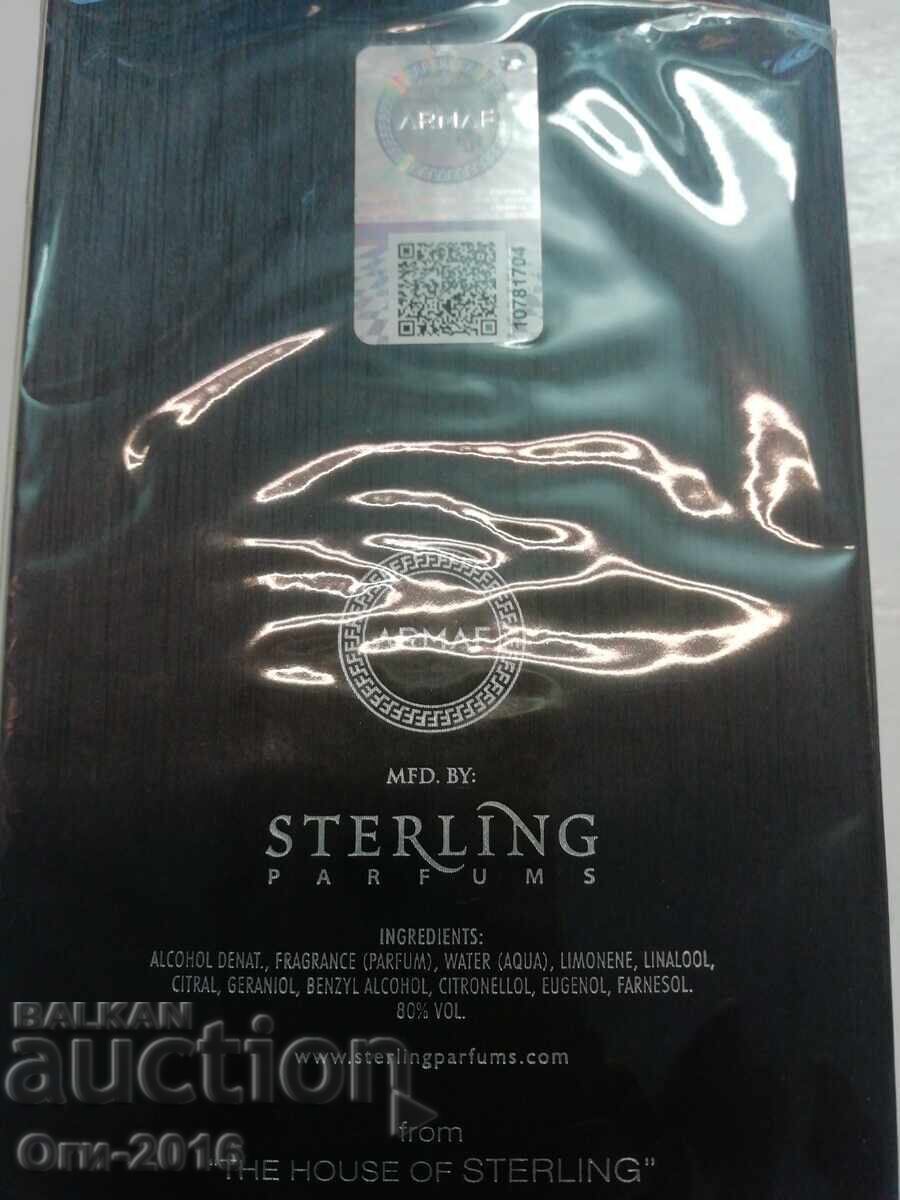 ARMAF
10781704
ARMAF
MFD. BY:
STERLING
PARFUMS
INGREDIENTS:
ALCOHOL DENAT., FRAGRANCE (PARFUM), WATER (AQUA), LIMONENE, LINALOOL,
CITRAL, GERANIOL, BENZYL ALCOHOL, CITRONELLOL, EUGENOL, FARNESOL.
80% VOL.
www.sterlingparfums.com
from
"THE HOUSE OF STERLING"
BALKAN
auction
Оги-2016